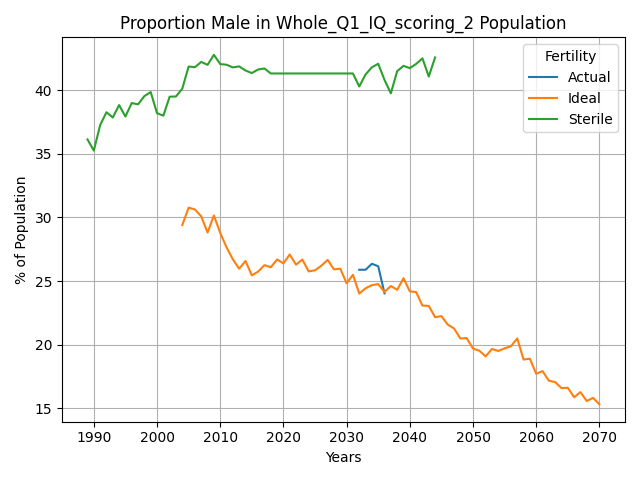 Proportion Male in Whole_Q1_IQ_scoring_2 Population
Fertility
Actual
Ideal
Sterile
% of Population
40
35
30
25
20
15
1990 2000 2010 2020 2030 2040 2050 2060 2070
Years